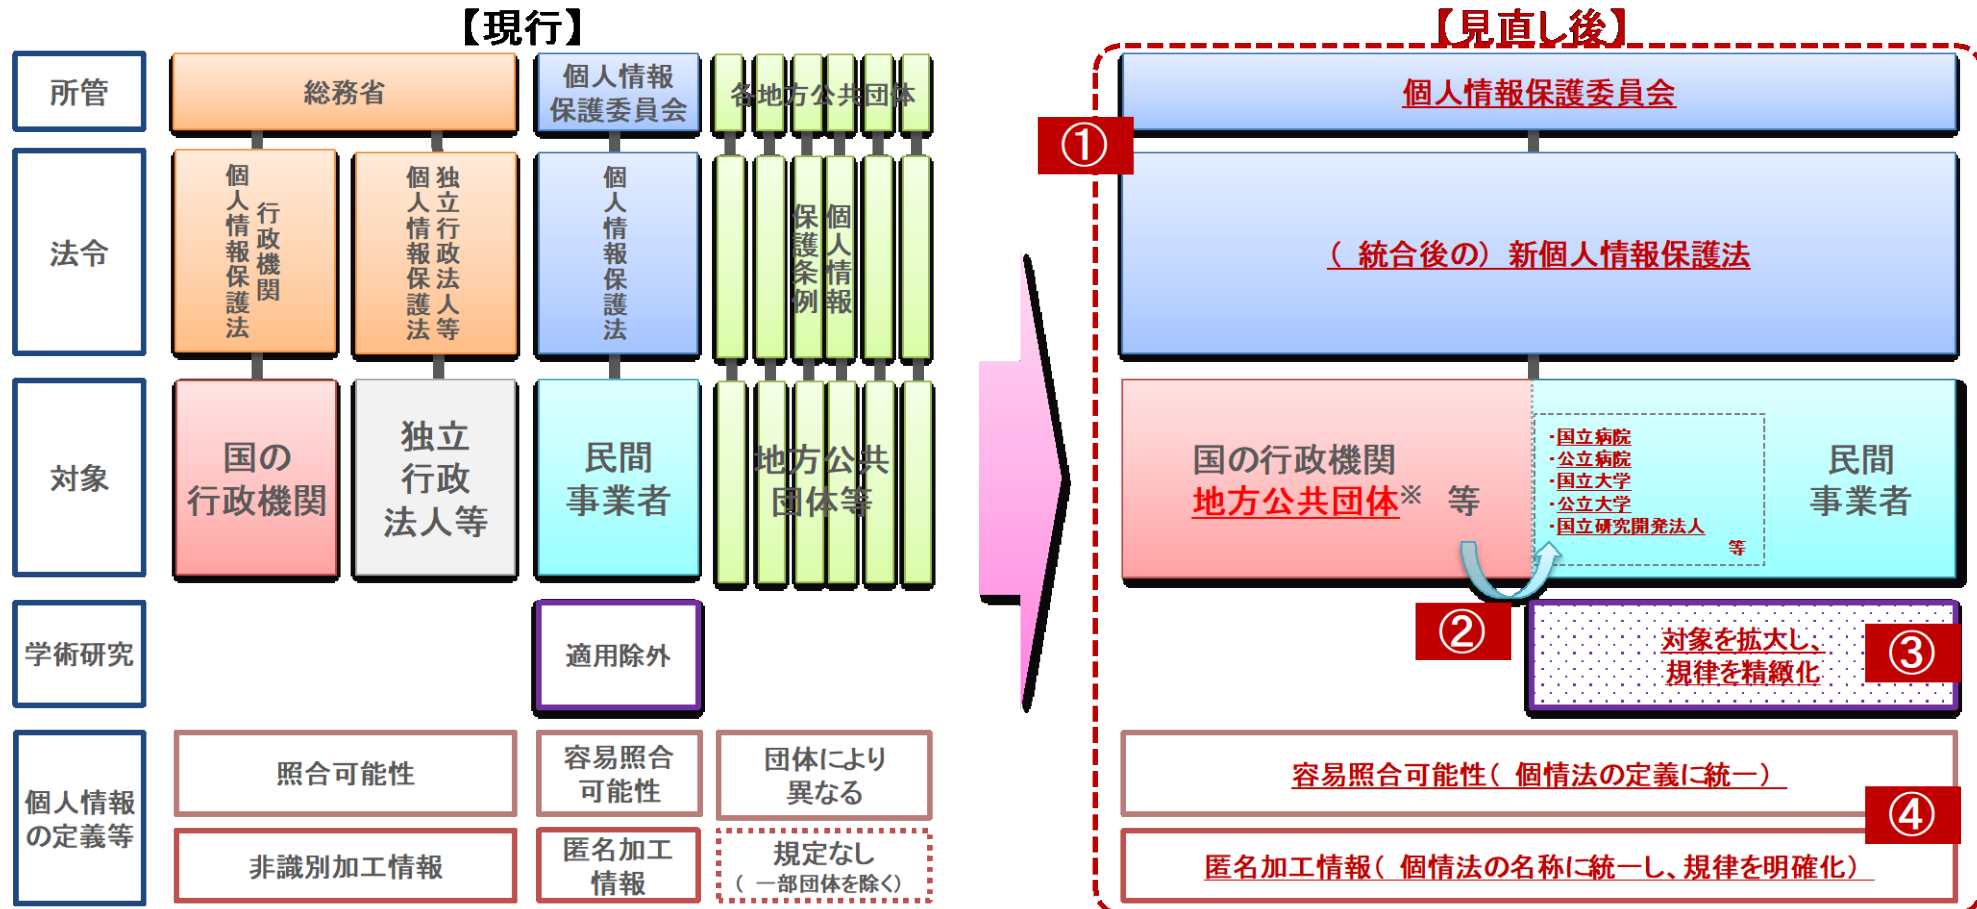 【現行】
所管
総務省
個人情報
保護委員会
各地方公共団体
法令
行政機関
個人情報保護法
独立行政法人等
個人情報保護法
個人情報保護法
個人情報
保護条例
対象
国の
行政機関
独立
行政
法人等
民間
事業者
地方公共
団体等
学術研究
適用除外
個人情報
の定義等
照合可能性
容易照合
可能性
団体により
異なる
非識別加工情報
匿名加工
情報
規定なし
( 一部団体を除く)
【見直し後】
①
個人情報保護委員会
( 統合後の) 新個人情報保護法
国の行政機関
地方公共団体※ 等
・国立病院
・公立病院
・国立大学
・公立大学
・国立研究開発法人
等
民間
事業者
②
対象を拡大し、
規律を精緻化
③
容易照合可能性( 個情法の定義に統一)
④
匿名加工情報( 個情法の名称に統一し、規律を明確化)